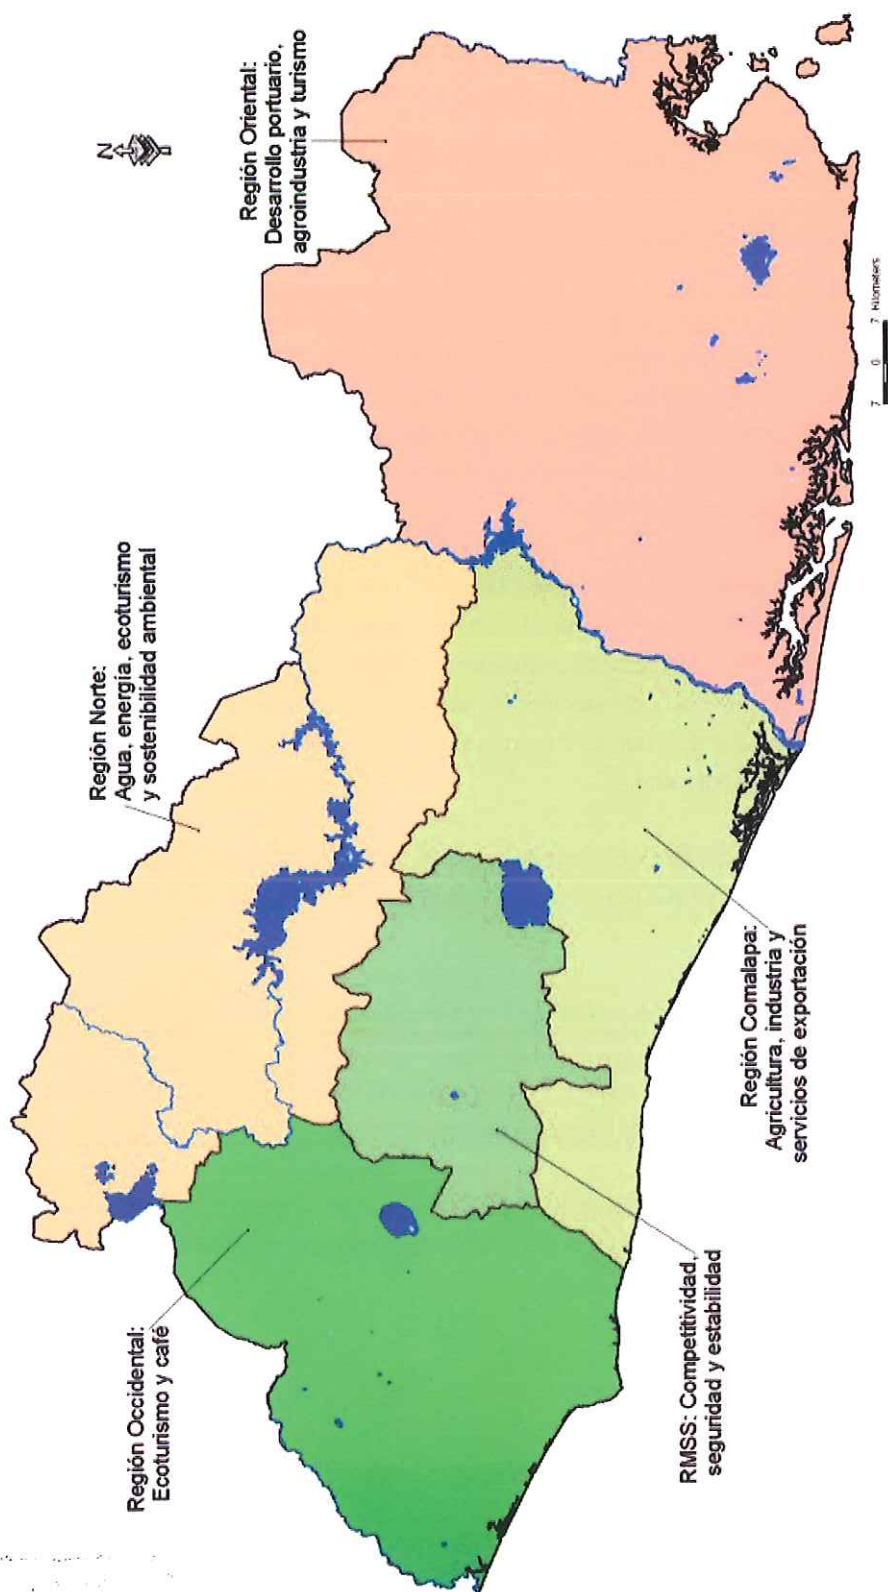 N
Región Oriental:
Desarrollo portuario,
agroindustria y turismo
Región Norte:
Agua, energía, ecoturismo
y sostenibilidad ambiental
Región Occidental:
Ecoturismo y café
RMSS: Competitividad,
seguridad y estabilidad
Región Comalapa:
Agricultura, industria y
servicios de exportación
7 0 7 Kilometers